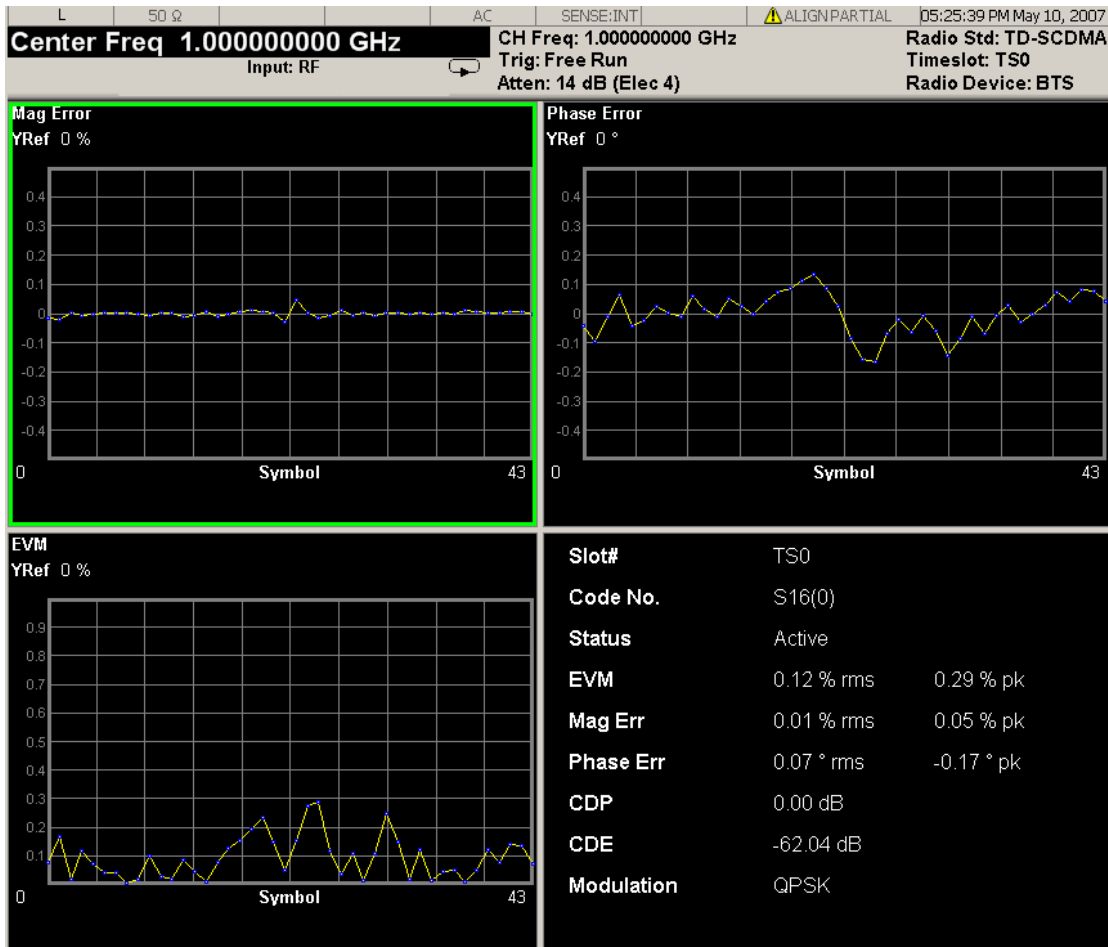 L 50 Ω AC SENSE:INT ALIGN PARTIAL 05:25:39 PM May 10, 2007
Center Freq 1.000000000 GHz
Input: RF
CH Freq: 1.000000000 GHz
Trig: Free Run
Atten: 14 dB (Elec 4)
Radio Std: TD-SCDMA
Timeslot: TS0
Radio Device: BTS
Mag Error
YRef 0 %
0.4
0.3
0.2
0.1
0
-0.1
-0.2
-0.3
-0.4
0 Symbol 43
Phase Error
YRef 0 °
0.4
0.3
0.2
0.1
0
-0.1
-0.2
-0.3
-0.4
0 Symbol 43
EVM
YRef 0 %
0.9
0.8
0.7
0.6
0.5
0.4
0.3
0.2
0.1
0 Symbol 43
Slot# TS0
Code No. S16(0)
Status Active
EVM 0.12 % rms 0.29 % pk
Mag Err 0.01 % rms 0.05 % pk
Phase Err 0.07 ° rms -0.17 ° pk
CDP 0.00 dB
CDE -62.04 dB
Modulation QPSK